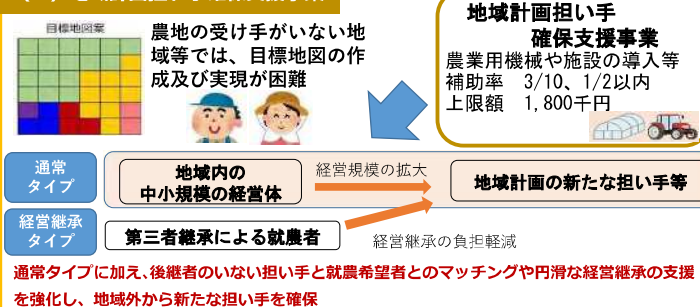 目標地図案
農地の受け手がいない地
域等では、目標地図の作
成及び実現が困難
地域計画担い手
確保支援事業
農業用機械や施設の導入等
補助率　3/10、1/2以内
上限額　1,800千円
通常
タイプ
地域内の
中小規模の経営体
経営規模の拡大
地域計画の新たな担い手等
経営継承
タイプ
第三者継承による就農者
経営継承の負担軽減
通常タイプに加え、後継者のいない担い手と就農希望者とのマッチングや円滑な経営継承の支援
を強化し、地域外から新たな担い手を確保